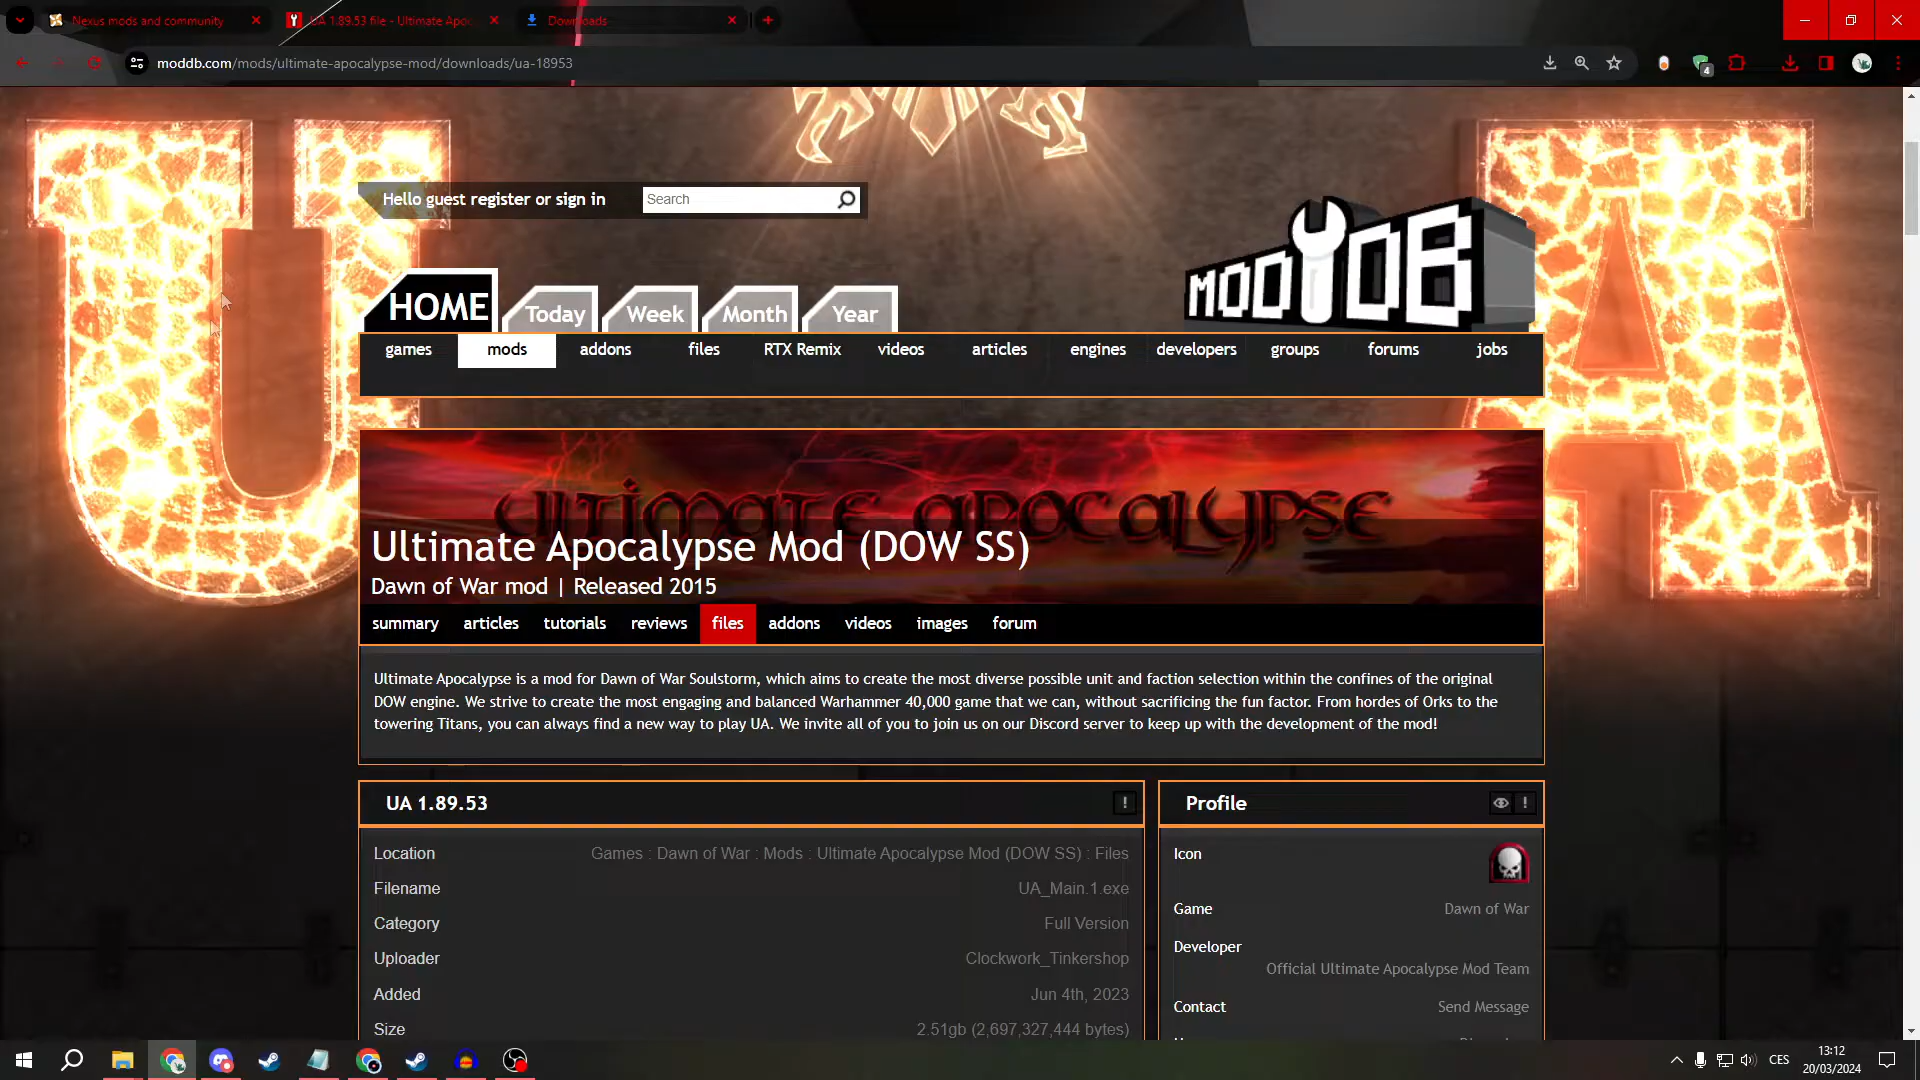 Nexus mods and community
UA 1.89.53 file - Ultimate Apoc
Downloads
moddb.com/mods/ultimate-apocalypse-mod/downloads/ua-18953
4
Hello guest register or sign in
Search
MODDB
HOME
Today
Week
Month
Year
games
mods
addons
files
RTX Remix
videos
articles
engines
developers
groups
forums
jobs
ULTIMATE APOCALYPSE
Ultimate Apocalypse Mod (DOW SS)
Dawn of War mod | Released 2015
summary
articles
tutorials
reviews
files
addons
videos
images
forum
Ultimate Apocalypse is a mod for Dawn of War Soulstorm, which aims to create the most diverse possible unit and faction selection within the confines of the original
DOW engine. We strive to create the most engaging and balanced Warhammer 40,000 game that we can, without sacrificing the fun factor. From hordes of Orks to the
towering Titans, you can always find a new way to play UA. We invite all of you to join us on our Discord server to keep up with the development of the mod!
UA 1.89.53
Location
Games : Dawn of War : Mods : Ultimate Apocalypse Mod (DOW SS) : Files
Filename
UA_Main.1.exe
Category
Full Version
Uploader
Clockwork_Tinkershop
Added
Jun 4th, 2023
Size
2.51gb (2,697,327,444 bytes)
Profile
Icon
Game
Dawn of War
Developer
Official Ultimate Apocalypse Mod Team
Contact
Send Message
U
A
CES
13:12
20/03/2024